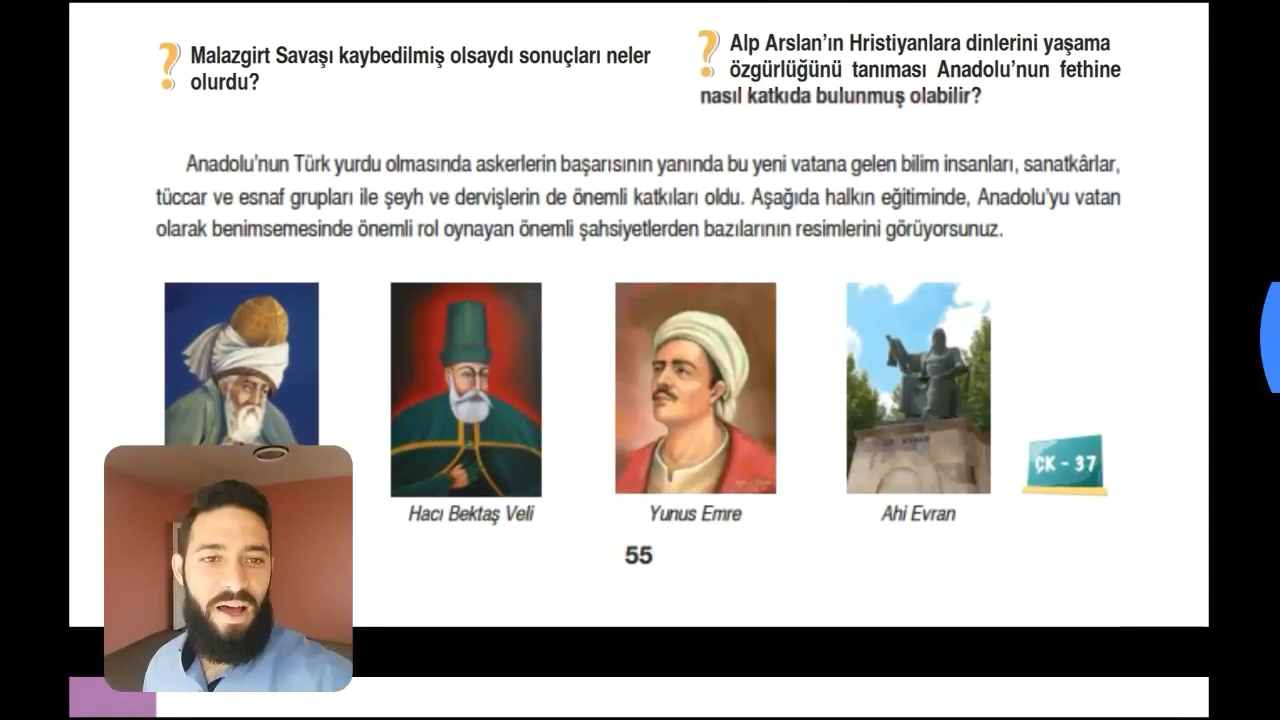 Malazgirt Savaşı kaybedilmiş olsaydı sonuçları neler
olurdu?
Alp Arslan'ın Hristiyanlara dinlerini yaşama
özgürlüğünü tanıması Anadolu'nun fethine
nasıl katkıda bulunmuş olabilir?
Anadolu'nun Türk yurdu olmasında askerlerin başarısının yanında bu yeni vatana gelen bilim insanları, sanatkârlar,
tüccar ve esnaf grupları ile şeyh ve dervişlerin de önemli katkıları oldu. Aşağıda halkın eğitiminde, Anadolu'yu vatan
olarak benimsemesinde önemli rol oynayan önemli şahsiyetlerden bazılarının resimlerini görüyorsunuz.
ÇK - 37
Hacı Bektaş Veli
Yunus Emre
Ahi Evran
55